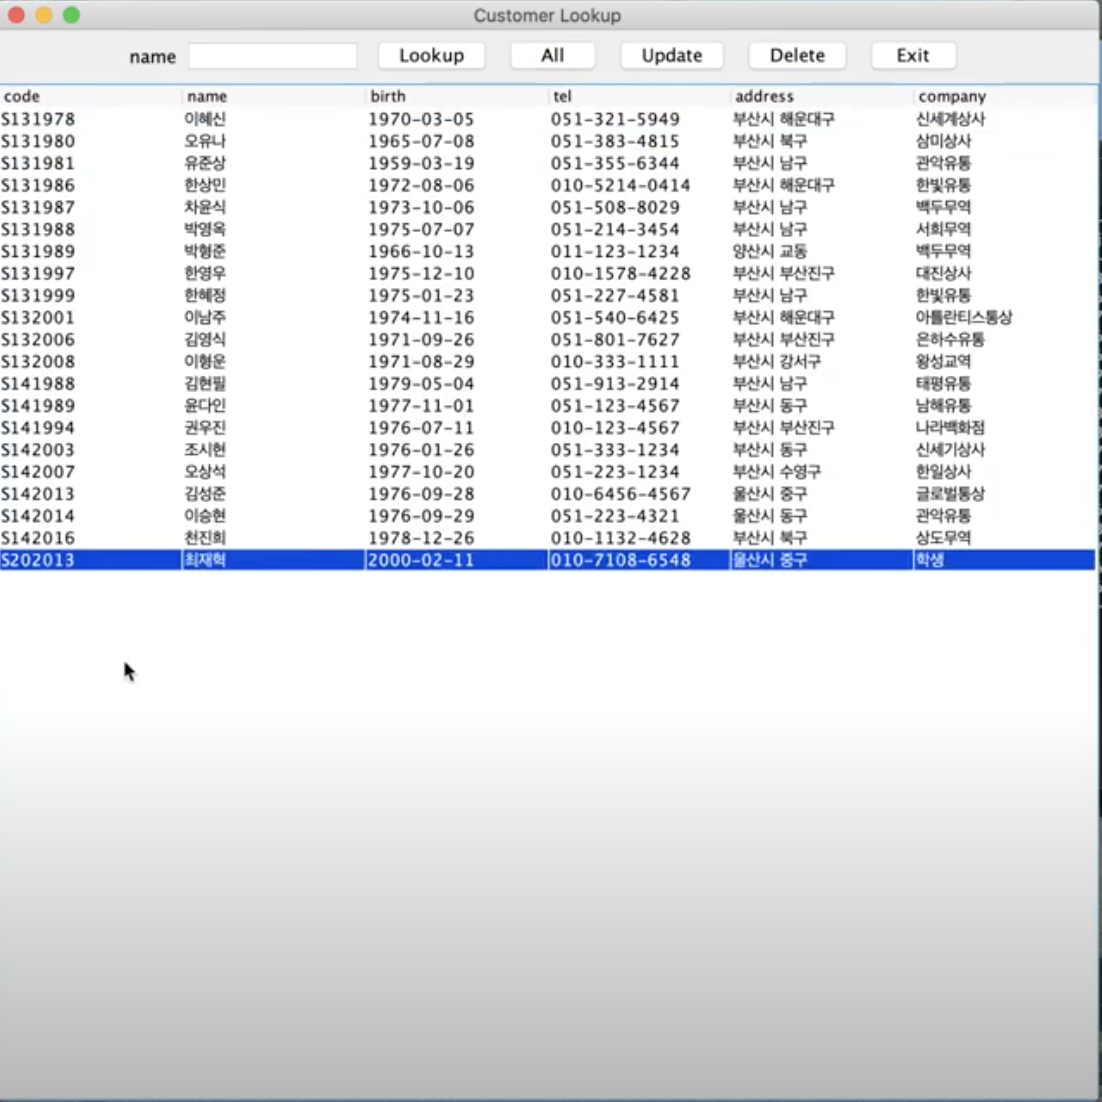 Customer Lookup
name Lookup All Update Delete Exit
code name birth tel address company
S131978 이혜신 1970-03-05 051-321-5949 부산시 해운대구 신세계상사
S131980 오유나 1965-07-08 051-383-4815 부산시 북구 삼미상사
S131981 유준상 1959-03-19 051-355-6344 부산시 남구 관악유통
S131986 한상민 1972-08-06 010-5214-0414 부산시 해운대구 한빛유통
S131987 차윤식 1973-10-06 051-508-8029 부산시 남구 백두무역
S131988 박영옥 1975-07-07 051-214-3454 부산시 남구 서희무역
S131989 박형준 1966-10-13 011-123-1234 양산시 교동 백두무역
S131997 한영우 1975-12-10 010-1578-4228 부산시 부산진구 대진상사
S131999 한혜정 1975-01-23 051-227-4581 부산시 남구 한빛유통
S132001 이남주 1974-11-16 051-540-6425 부산시 해운대구 아틀란티스통상
S132006 김영식 1971-09-26 051-801-7627 부산시 부산진구 은하수유통
S132008 이형운 1971-08-29 010-333-1111 부산시 강서구 왕성교역
S141988 김현필 1979-05-04 051-913-2914 부산시 남구 태평유통
S141989 윤다인 1977-11-01 051-123-4567 부산시 동구 남해유통
S141994 권우진 1976-07-11 010-123-4567 부산시 부산진구 나라백화점
S142003 조시현 1976-01-26 051-333-1234 부산시 동구 신세기상사
S142007 오상석 1977-10-20 051-223-1234 부산시 수영구 한일상사
S142013 김성준 1976-09-28 010-6456-4567 울산시 중구 글로벌통상
S142014 이승현 1976-09-29 051-223-4321 울산시 동구 관악유통
S142016 천진희 1978-12-26 010-1132-4628 부산시 북구 상도무역
S202013 최재혁 2000-02-11 010-7108-6548 울산시 중구 학생